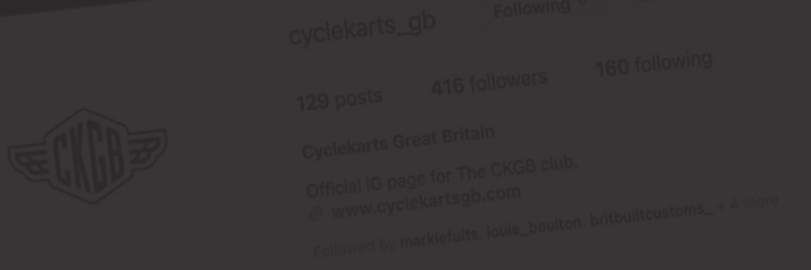 cyclekarts_gb Following
129 posts 416 followers 160 following
CKGB
Cyclekarts Great Britain
Official IG page for The CKGB club.
www.cyclekartsgb.com
Followed by markiefults, louie_boulton, britbuiltcustoms_ + 4 more